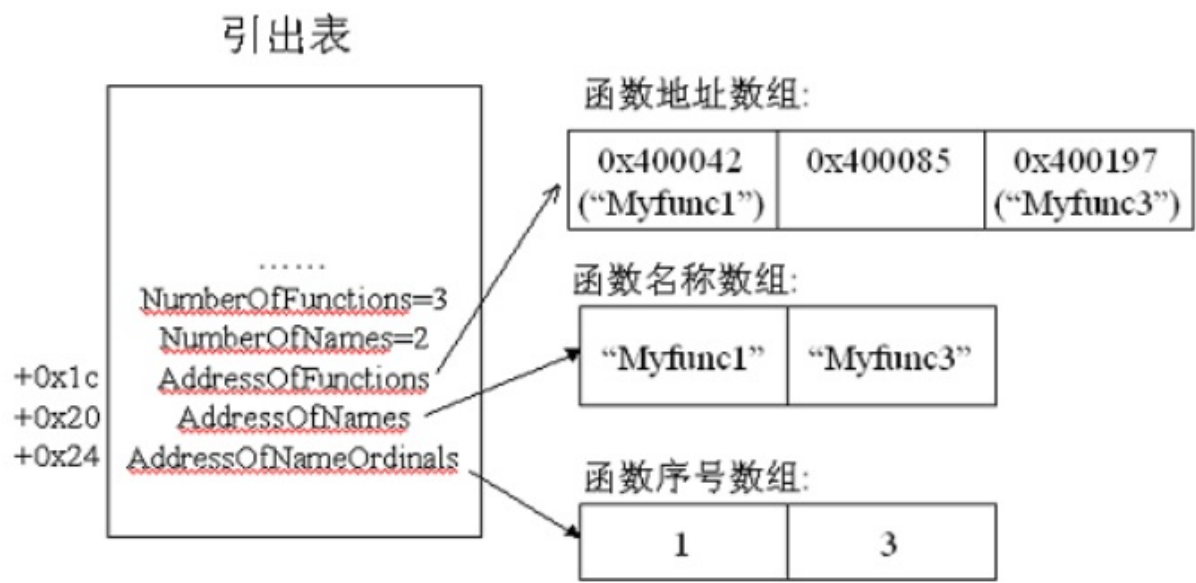 引出表
......
NumberOfFunctions=3
NumberOfNames=2
+0x1c AddressOfFunctions
+0x20 AddressOfNames
+0x24 AddressOfNameOrdinals
函数地址数组:
0x400042 0x400085 0x400197
(“Myfunc1”) (“Myfunc3”)
函数名称数组:
“Myfunc1” “Myfunc3”
函数序号数组:
1 3